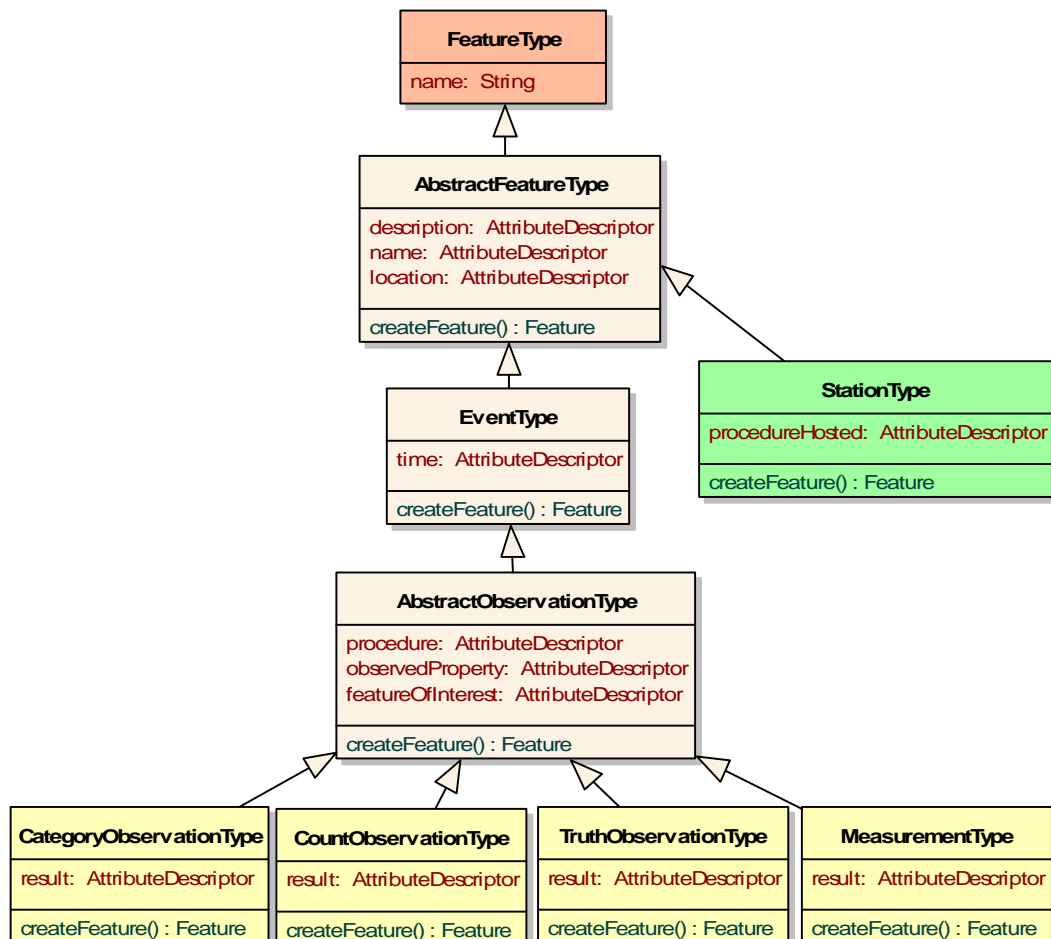 FeatureType
name: String
AbstractFeatureType
description: AttributeDescriptor
name: AttributeDescriptor
location: AttributeDescriptor
createFeature() : Feature
StationType
procedureHosted: AttributeDescriptor
createFeature() : Feature
EventType
time: AttributeDescriptor
createFeature() : Feature
AbstractObservationType
procedure: AttributeDescriptor
observedProperty: AttributeDescriptor
featureOfInterest: AttributeDescriptor
createFeature() : Feature
CategoryObservationType
result: AttributeDescriptor
createFeature() : Feature
CountObservationType
result: AttributeDescriptor
createFeature() : Feature
TruthObservationType
result: AttributeDescriptor
createFeature() : Feature
MeasurementType
result: AttributeDescriptor
createFeature() : Feature